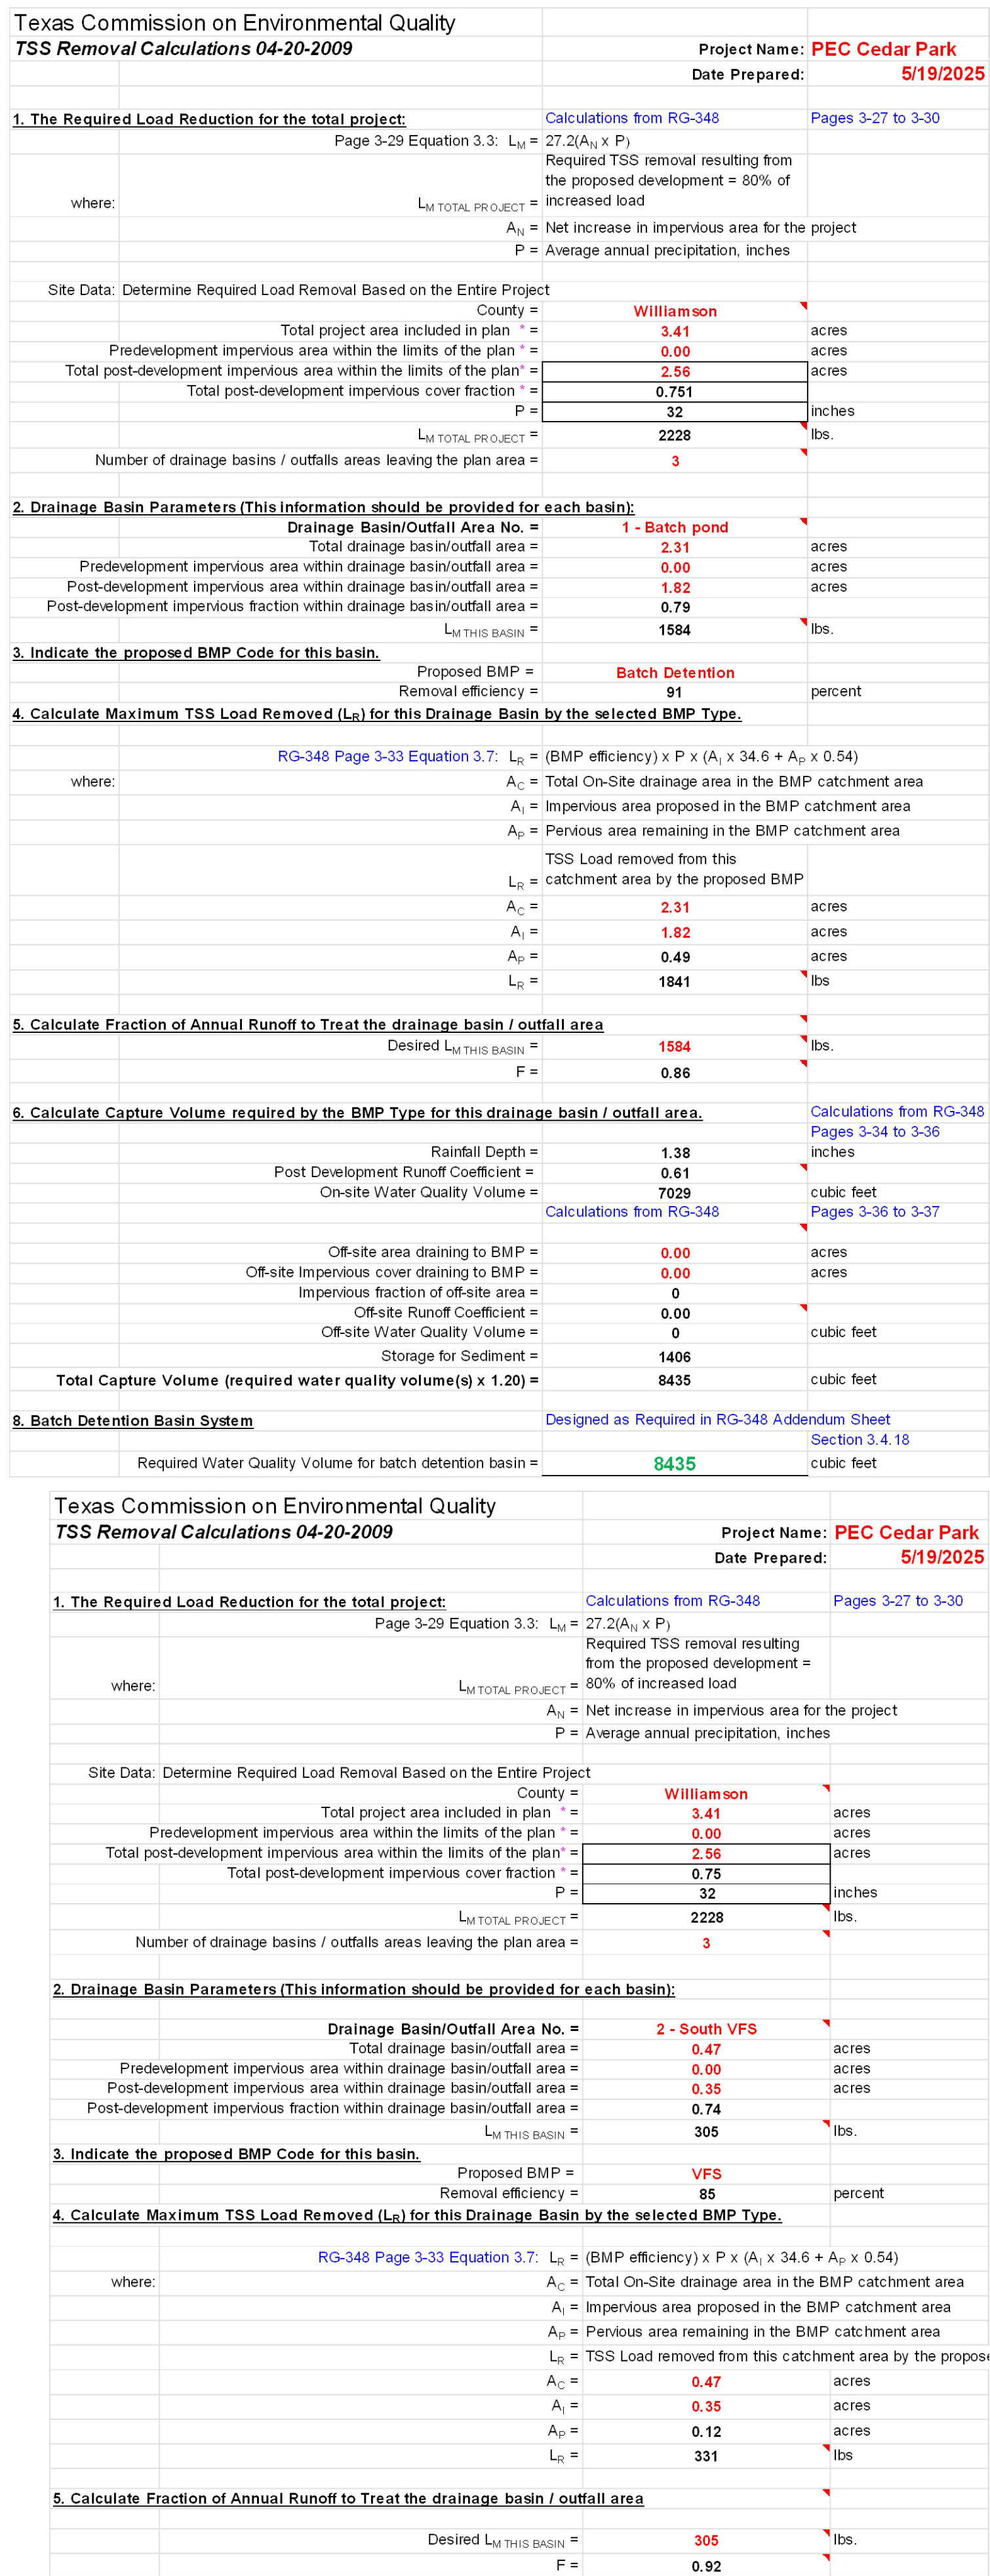 Texas Commission on Environmental Quality
TSS Removal Calculations 04-20-2009 Project Name: PEC Cedar Park
Date Prepared: 5/19/2025
1. The Required Load Reduction for the total project: Calculations from RG-348 Pages 3-27 to 3-30
Page 3-29 Equation 3.3: LM = 27.2(AN x P)
Required TSS removal resulting from
the proposed development = 80% of
where: LM TOTAL PROJECT = increased load
AN = Net increase in impervious area for the project
P = Average annual precipitation, inches
Site Data: Determine Required Load Removal Based on the Entire Project
County = Williamson
Total project area included in plan * = 3.41 acres
Predevelopment impervious area within the limits of the plan * = 0.00 acres
Total post-development impervious area within the limits of the plan* = 2.56 acres
Total post-development impervious cover fraction * = 0.751
P = 32 inches
LM TOTAL PROJECT = 2228 lbs.
Number of drainage basins / outfalls areas leaving the plan area = 3
2. Drainage Basin Parameters (This information should be provided for each basin):
Drainage Basin/Outfall Area No. = 1 - Batch pond
Total drainage basin/outfall area = 2.31 acres
Predevelopment impervious area within drainage basin/outfall area = 0.00 acres
Post-development impervious area within drainage basin/outfall area = 1.82 acres
Post-development impervious fraction within drainage basin/outfall area = 0.79
LM THIS BASIN = 1584 lbs.
3. Indicate the proposed BMP Code for this basin.
Proposed BMP = Batch Detention
Removal efficiency = 91 percent
4. Calculate Maximum TSS Load Removed (LR) for this Drainage Basin by the selected BMP Type.
RG-348 Page 3-33 Equation 3.7: LR = (BMP efficiency) x P x (AI x 34.6 + AP x 0.54)
where: AC = Total On-Site drainage area in the BMP catchment area
AI = Impervious area proposed in the BMP catchment area
AP = Pervious area remaining in the BMP catchment area
TSS Load removed from this
LR = catchment area by the proposed BMP
AC = 2.31 acres
AI = 1.82 acres
AP = 0.49 acres
LR = 1841 lbs
5. Calculate Fraction of Annual Runoff to Treat the drainage basin / outfall area
Desired LM THIS BASIN = 1584 lbs.
F = 0.86
6. Calculate Capture Volume required by the BMP Type for this drainage basin / outfall area. Calculations from RG-348
Pages 3-34 to 3-36
Rainfall Depth = 1.38 inches
Post Development Runoff Coefficient = 0.61
On-site Water Quality Volume = 7029 cubic feet
Calculations from RG-348 Pages 3-36 to 3-37
Off-site area draining to BMP = 0.00 acres
Off-site Impervious cover draining to BMP = 0.00 acres
Impervious fraction of off-site area = 0
Off-site Runoff Coefficient = 0.00
Off-site Water Quality Volume = 0 cubic feet
Storage for Sediment = 1406
Total Capture Volume (required water quality volume(s) x 1.20) = 8435 cubic feet
8. Batch Detention Basin System Designed as Required in RG-348 Addendum Sheet
Section 3.4.18
Required Water Quality Volume for batch detention basin = 8435 cubic feet
Texas Commission on Environmental Quality
TSS Removal Calculations 04-20-2009 Project Name: PEC Cedar Park
Date Prepared: 5/19/2025
1. The Required Load Reduction for the total project: Calculations from RG-348 Pages 3-27 to 3-30
Page 3-29 Equation 3.3: LM = 27.2(AN x P)
Required TSS removal resulting
from the proposed development =
where: LM TOTAL PROJECT = 80% of increased load
AN = Net increase in impervious area for the project
P = Average annual precipitation, inches
Site Data: Determine Required Load Removal Based on the Entire Project
County = Williamson
Total project area included in plan * = 3.41 acres
Predevelopment impervious area within the limits of the plan * = 0.00 acres
Total post-development impervious area within the limits of the plan* = 2.56 acres
Total post-development impervious cover fraction * = 0.75
P = 32 inches
LM TOTAL PROJECT = 2228 lbs.
Number of drainage basins / outfalls areas leaving the plan area = 3
2. Drainage Basin Parameters (This information should be provided for each basin):
Drainage Basin/Outfall Area No. = 2 - South VFS
Total drainage basin/outfall area = 0.47 acres
Predevelopment impervious area within drainage basin/outfall area = 0.00 acres
Post-development impervious area within drainage basin/outfall area = 0.35 acres
Post-development impervious fraction within drainage basin/outfall area = 0.74
LM THIS BASIN = 305 lbs.
3. Indicate the proposed BMP Code for this basin.
Proposed BMP = VFS
Removal efficiency = 85 percent
4. Calculate Maximum TSS Load Removed (LR) for this Drainage Basin by the selected BMP Type.
RG-348 Page 3-33 Equation 3.7: LR = (BMP efficiency) x P x (AI x 34.6 + AP x 0.54)
where: AC = Total On-Site drainage area in the BMP catchment area
AI = Impervious area proposed in the BMP catchment area
AP = Pervious area remaining in the BMP catchment area
LR = TSS Load removed from this catchment area by the propose
AC = 0.47 acres
AI = 0.35 acres
AP = 0.12 acres
LR = 331 lbs
5. Calculate Fraction of Annual Runoff to Treat the drainage basin / outfall area
Desired LM THIS BASIN = 305 lbs.
F = 0.92